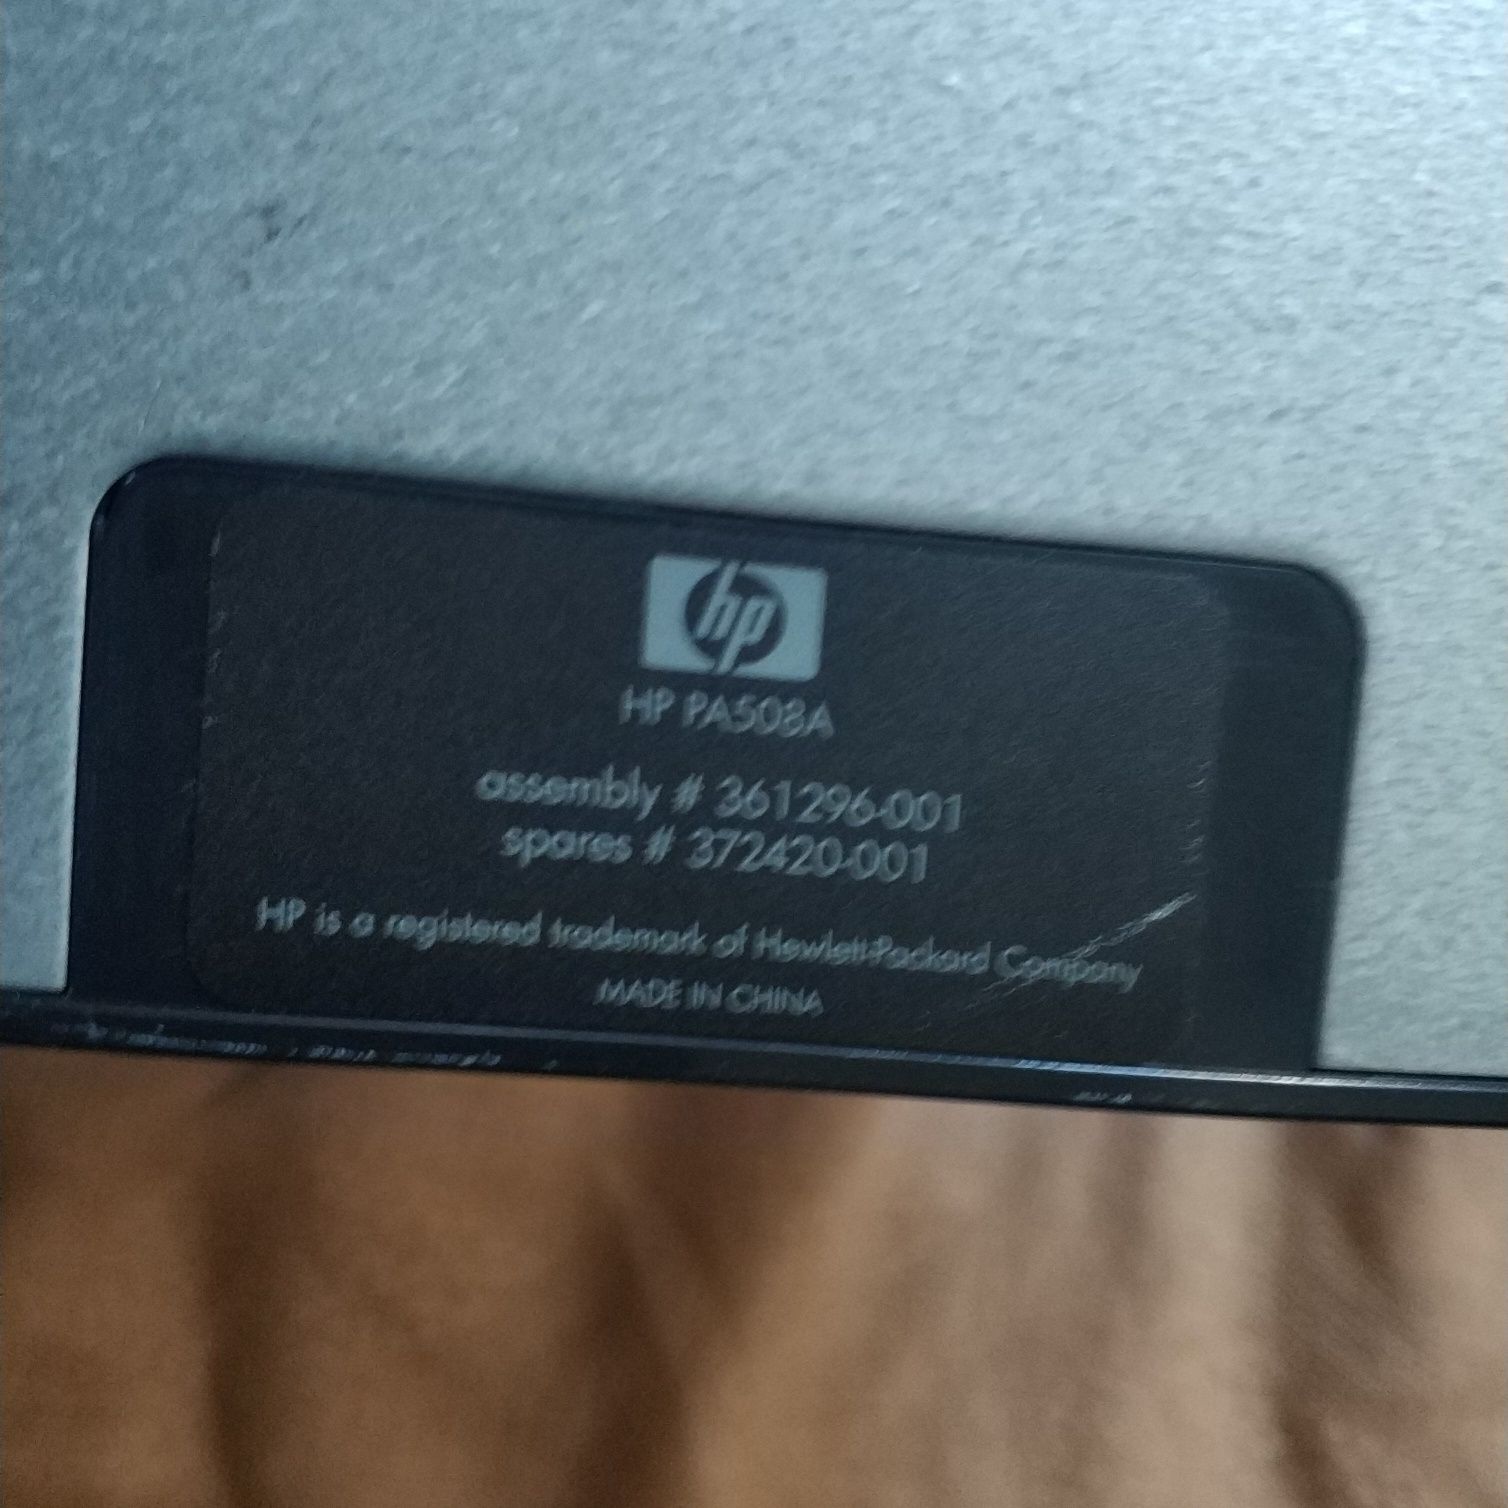 hp
HP PA508A
assembly # 361296-001
spares # 372420-001
HP is a registered trademark of Hewlett-Packard Company
MADE IN CHINA